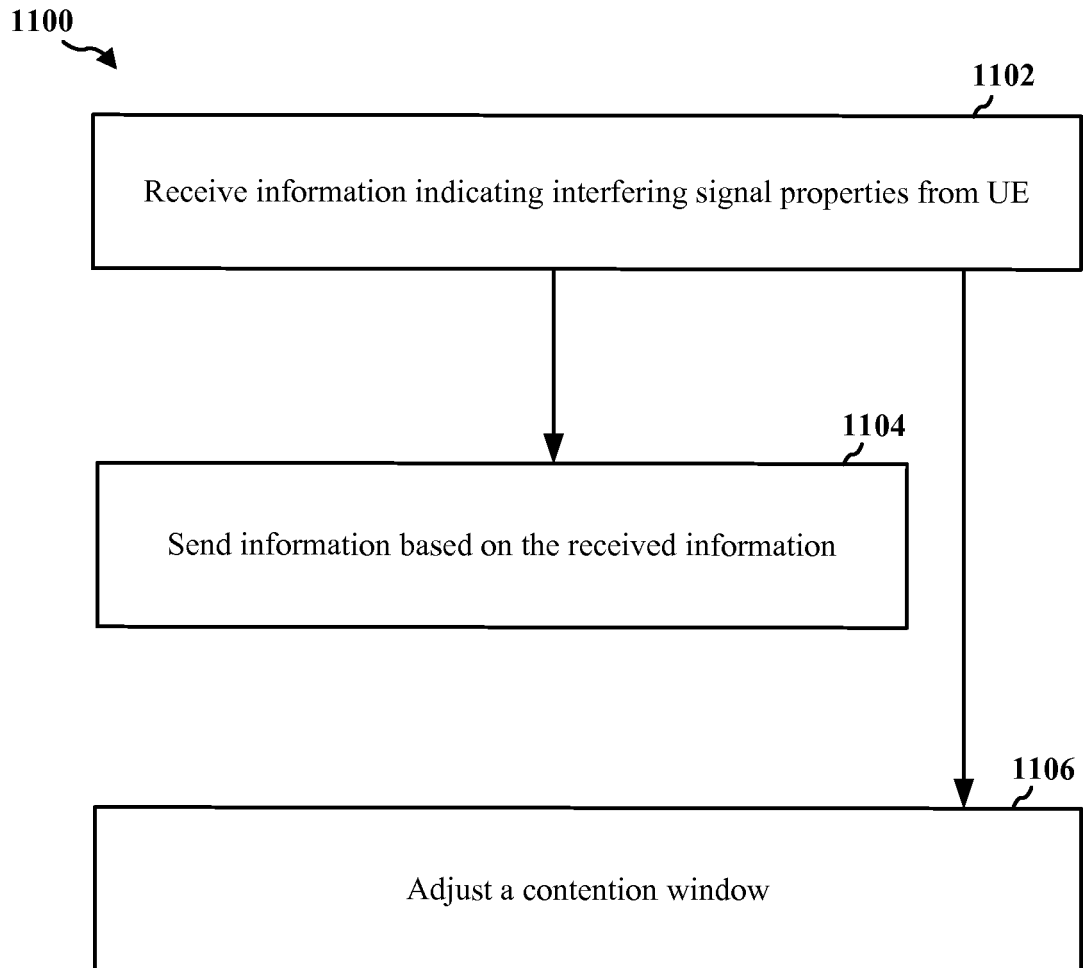 1100
1102
Receive information indicating interfering signal properties from UE
1104
Send information based on the received information
1106
Adjust a contention window